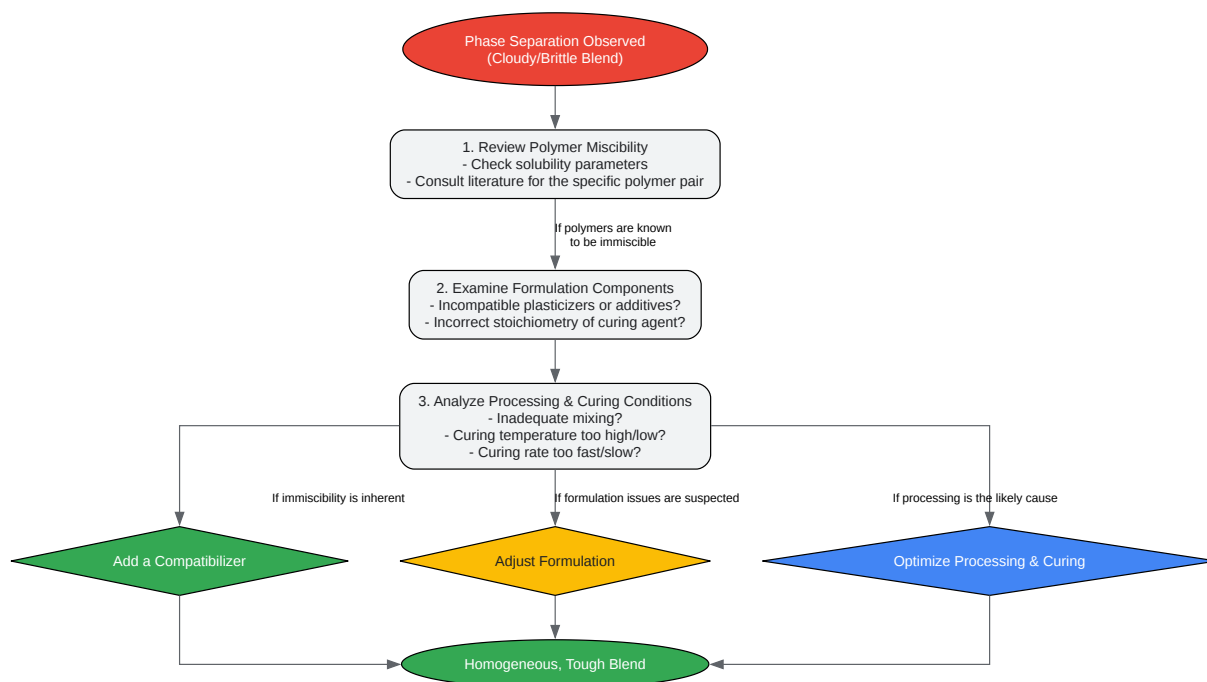 Phase Separation Observed
(Cloudy/Brittle Blend)
1. Review Polymer Miscibility
- Check solubility parameters
- Consult literature for the specific polymer pair
If polymers are known
to be immiscible
2. Examine Formulation Components
- Incompatible plasticizers or additives?
- Incorrect stoichiometry of curing agent?
3. Analyze Processing & Curing Conditions
- Inadequate mixing?
- Curing temperature too high/low?
- Curing rate too fast/slow?
If immiscibility is inherent
If formulation issues are suspected
If processing is the likely cause
Add a Compatibilizer
Adjust Formulation
Optimize Processing & Curing
Homogeneous, Tough Blend